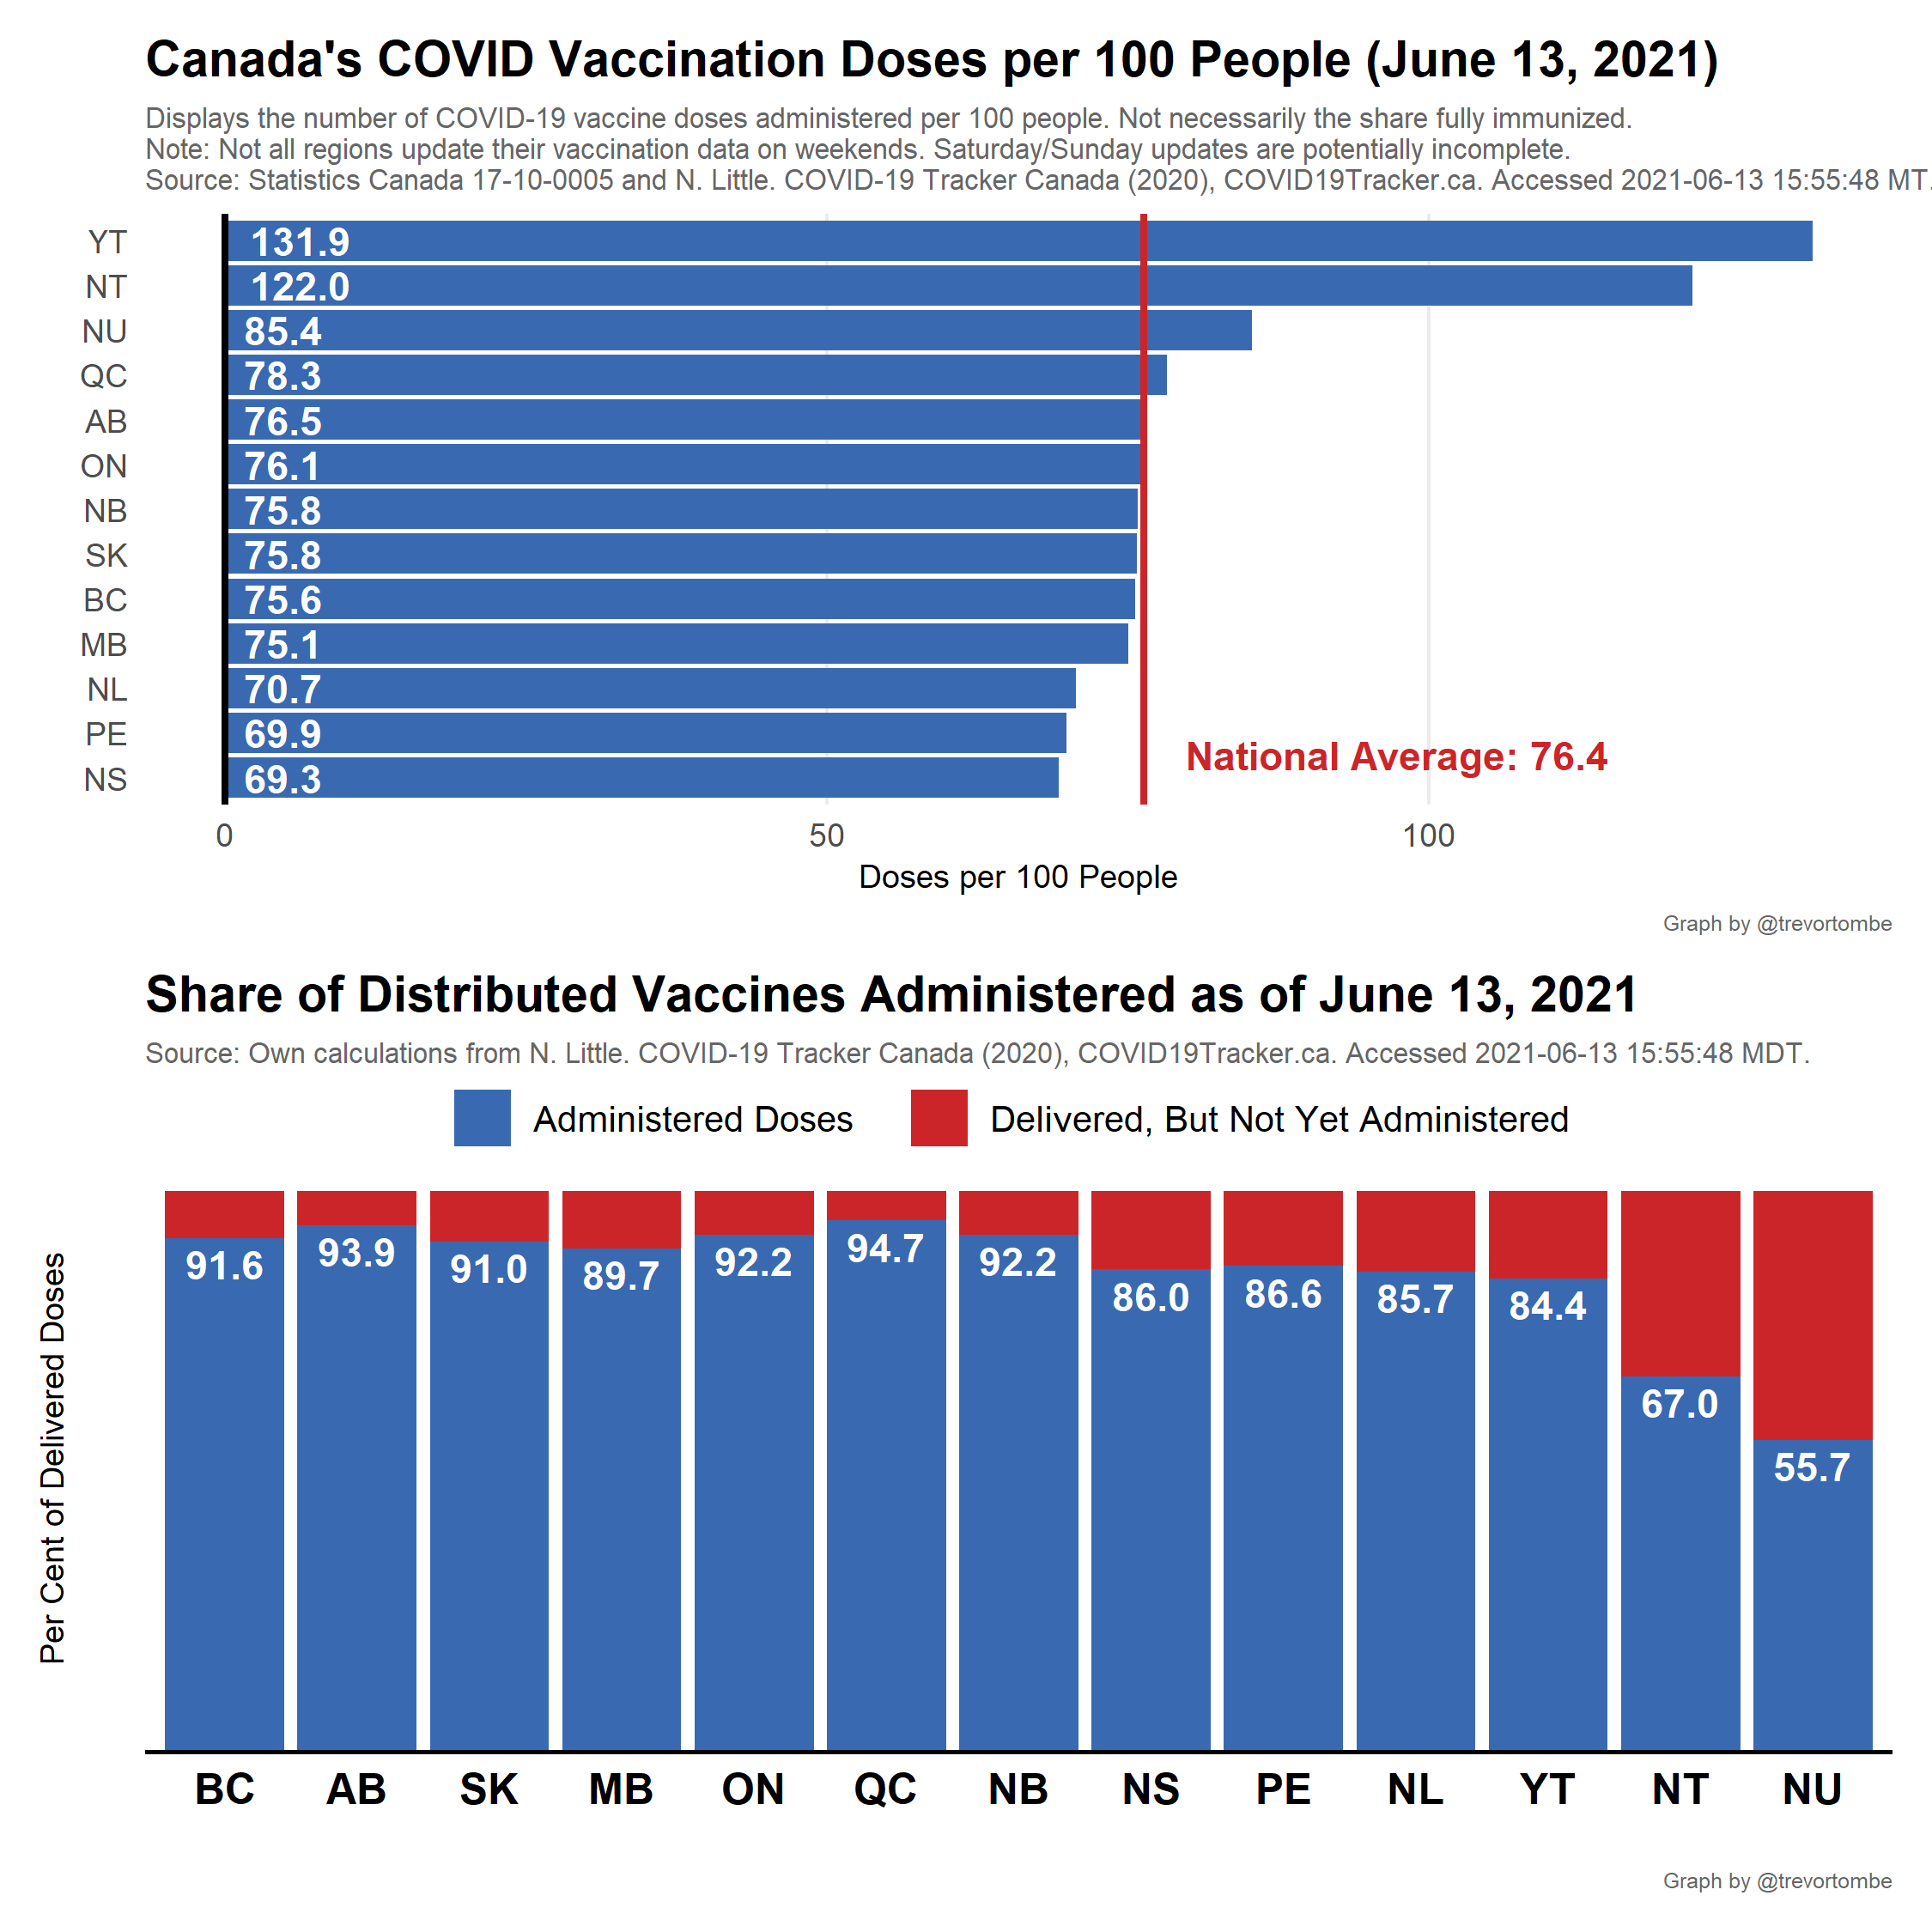 Canada's COVID Vaccination Doses per 100 People (June 13, 2021)
Displays the number of COVID-19 vaccine doses administered per 100 people. Not necessarily the share fully immunized.
Note: Not all regions update their vaccination data on weekends. Saturday/Sunday updates are potentially incomplete.
Source: Statistics Canada 17-10-0005 and N. Little. COVID-19 Tracker Canada (2020), COVID19Tracker.ca. Accessed 2021-06-13 15:55:48 MT.
YT 131.9
NT 122.0
NU 85.4
QC 78.3
AB 76.5
ON 76.1
NB 75.8
SK 75.8
BC 75.6
MB 75.1
NL 70.7
PE 69.9
National Average: 76.4
NS 69.3
0 50 100
Doses per 100 People
Graph by @trevortombe
Share of Distributed Vaccines Administered as of June 13, 2021
Source: Own calculations from N. Little. COVID-19 Tracker Canada (2020), COVID19Tracker.ca. Accessed 2021-06-13 15:55:48 MDT.
Administered Doses Delivered, But Not Yet Administered
Per Cent of Delivered Doses
91.6 93.9 91.0 89.7 92.2 94.7 92.2 86.0 86.6 85.7 84.4 67.0 55.7
BC AB SK MB ON QC NB NS PE NL YT NT NU
Graph by @trevortombe